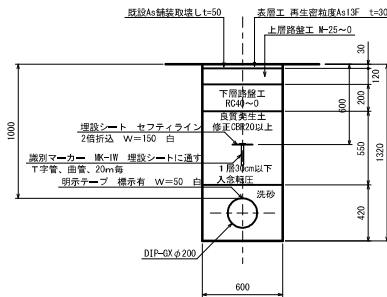 既設As舗装取壊しt=50
表層工 再生密粒度As13F t=30
上層路盤工 M-25~0
30
120
下層路盤工
RC40~0
200
良質発生土
修正CBR20以上
600
埋設シート セフティライン
2倍折込 W=150 白
1000
550
1320
識別マーカー MK-IW 埋設シートに通す
T字管、曲管、20m毎
1層30cm以下
入念転圧
明示テープ 標示有 W=50 白
洗砂
420
DIP-GXφ200
600